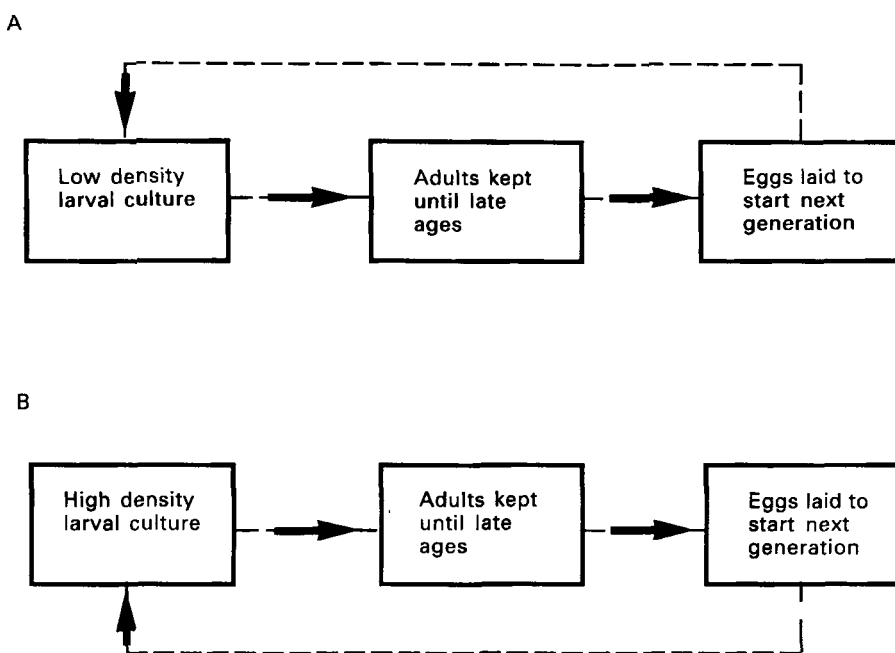 A
Low density
larval culture
Adults kept
until late
ages
Eggs laid to
start next
generation
B
High density
larval culture
Adults kept
until late
ages
Eggs laid to
start next
generation